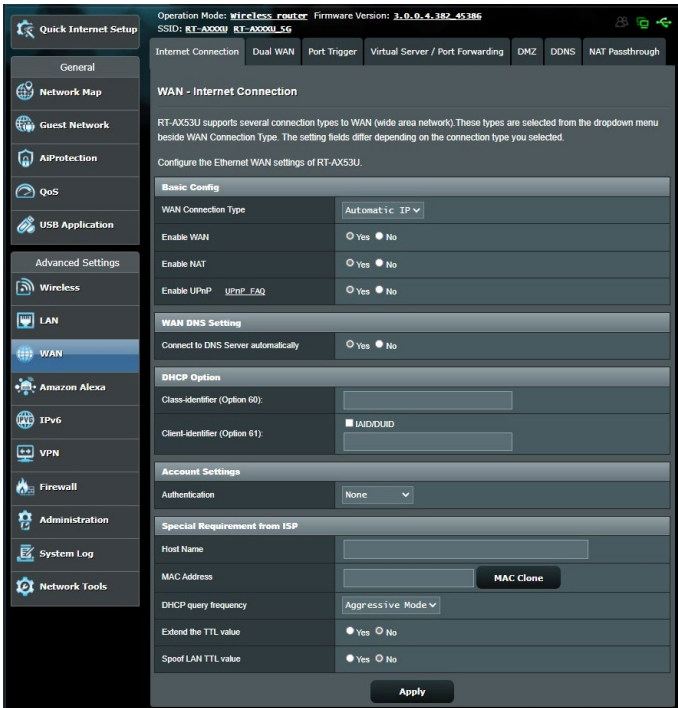 Quick Internet Setup
General
Network Map
Guest Network
AiProtection
QoS
USB Application
Advanced Settings
Wireless
LAN
WAN
Amazon Alexa
IPv6
VPN
Firewall
Administration
System Log
Network Tools
Operation Mode: Wireless router Firmware Version: 3.0.0.4.382_45386
SSID: RT-AXXXU RT-AXXXU_5G
Internet Connection Dual WAN Port Trigger Virtual Server / Port Forwarding DMZ DDNS NAT Passthrough
WAN - Internet Connection
RT-AX53U supports several connection types to WAN (wide area network).These types are selected from the dropdown menu
beside WAN Connection Type. The setting fields differ depending on the connection type you selected.
Configure the Ethernet WAN settings of RT-AX53U.
Basic Config
WAN Connection Type Automatic IP
Enable WAN Yes No
Enable NAT Yes No
Enable UPnP UPnP FAQ Yes No
WAN DNS Setting
Connect to DNS Server automatically Yes No
DHCP Option
Class-identifier (Option 60):
Client-identifier (Option 61): IAID/DUID
Account Settings
Authentication None
Special Requirement from ISP
Host Name
MAC Address MAC Clone
DHCP query frequency Aggressive Mode
Extend the TTL value Yes No
Spoof LAN TTL value Yes No
Apply